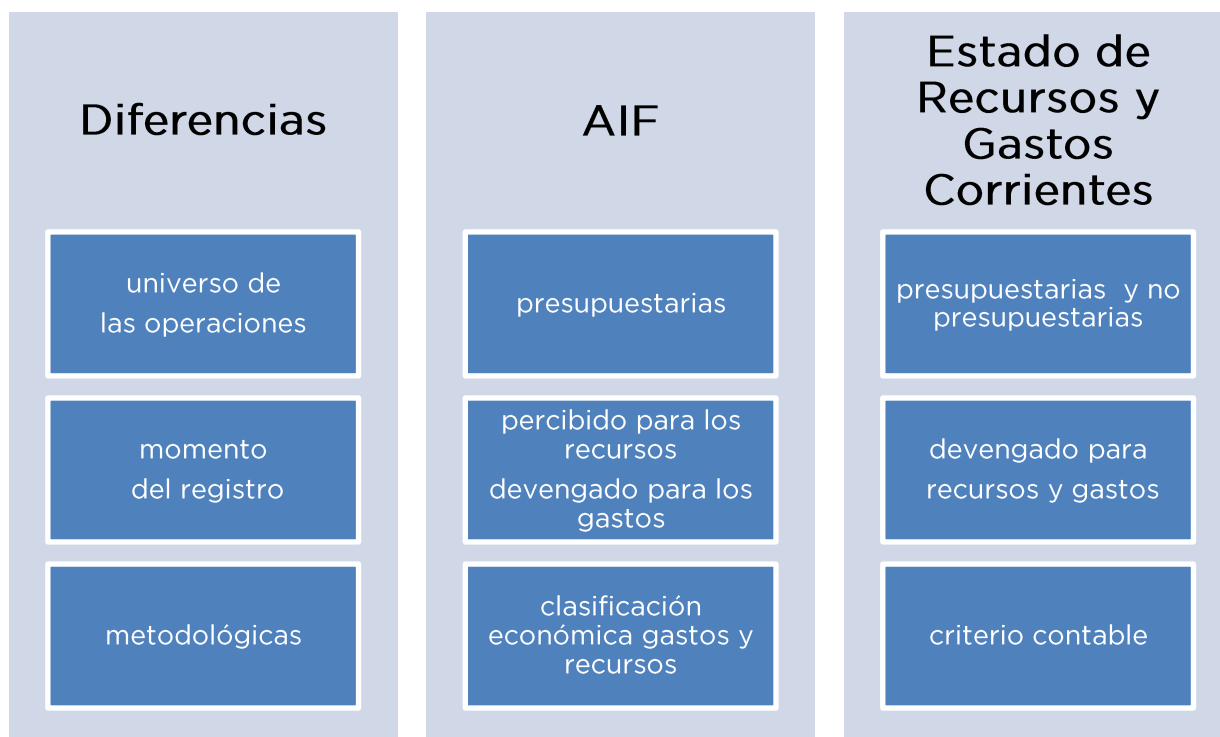 Diferencias
universo de
las operaciones
momento
del registro
metodológicas
AIF
presupuestarias
percibido para los
recursos
devengado para los
gastos
clasificación
económica gastos y
recursos
Estado de
Recursos y
Gastos
Corrientes
presupuestarias y no
presupuestarias
devengado para
recursos y gastos
criterio contable